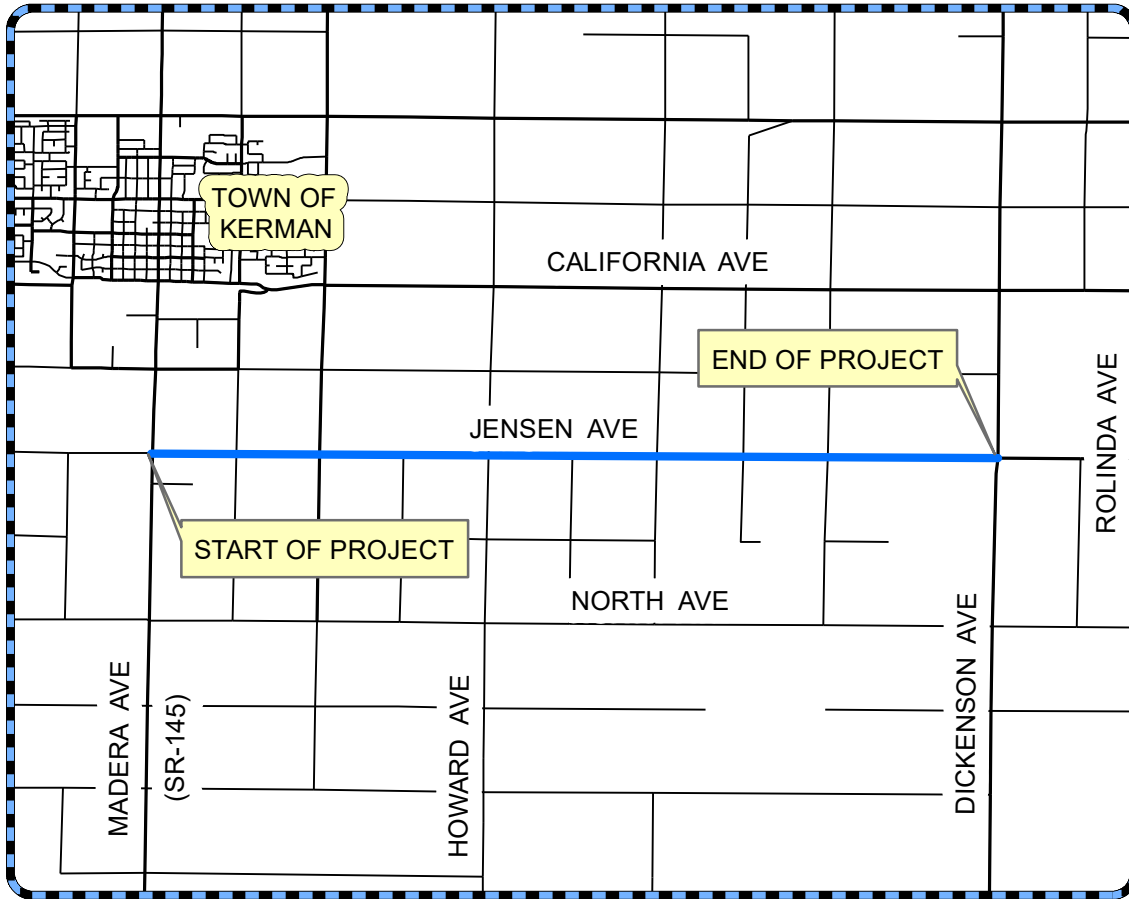 TOWN OF
KERMAN
CALIFORNIA AVE
END OF PROJECT
ROLINDA AVE
JENSEN AVE
START OF PROJECT
NORTH AVE
MADERA AVE
(SR-145)
HOWARD AVE
DICKENSON AVE